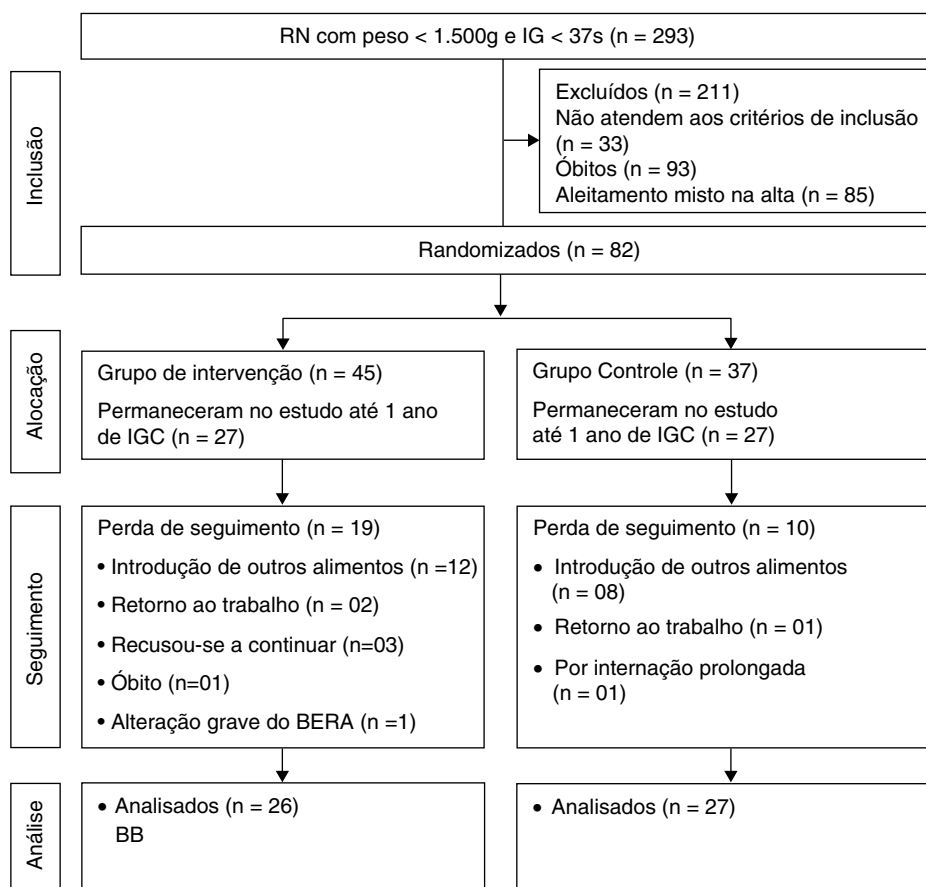 RN com peso < 1.500g e IG < 37s (n = 293)
Inclusão
Excluídos (n = 211)
Não atendem aos critérios de inclusão
(n = 33)
Óbitos (n = 93)
Aleitamento misto na alta (n = 85)
Randomizados (n = 82)
Alocação
Grupo de intervenção (n = 45)
Permaneceram no estudo até 1 ano
de IGC (n = 27)
Grupo Controle (n = 37)
Permaneceram no estudo
até 1 ano de IGC (n = 27)
Seguimento
Perda de seguimento (n = 19)
• Introdução de outros alimentos (n =12)
• Retorno ao trabalho (n = 02)
• Recusou-se a continuar (n=03)
• Óbito (n=01)
• Alteração grave do BERA (n =1)
Perda de seguimento (n = 10)
• Introdução de outros alimentos
(n = 08)
• Retorno ao trabalho (n = 01)
• Por internação prolongada
(n = 01)
Análise
• Analisados (n = 26)
BB
• Analisados (n = 27)